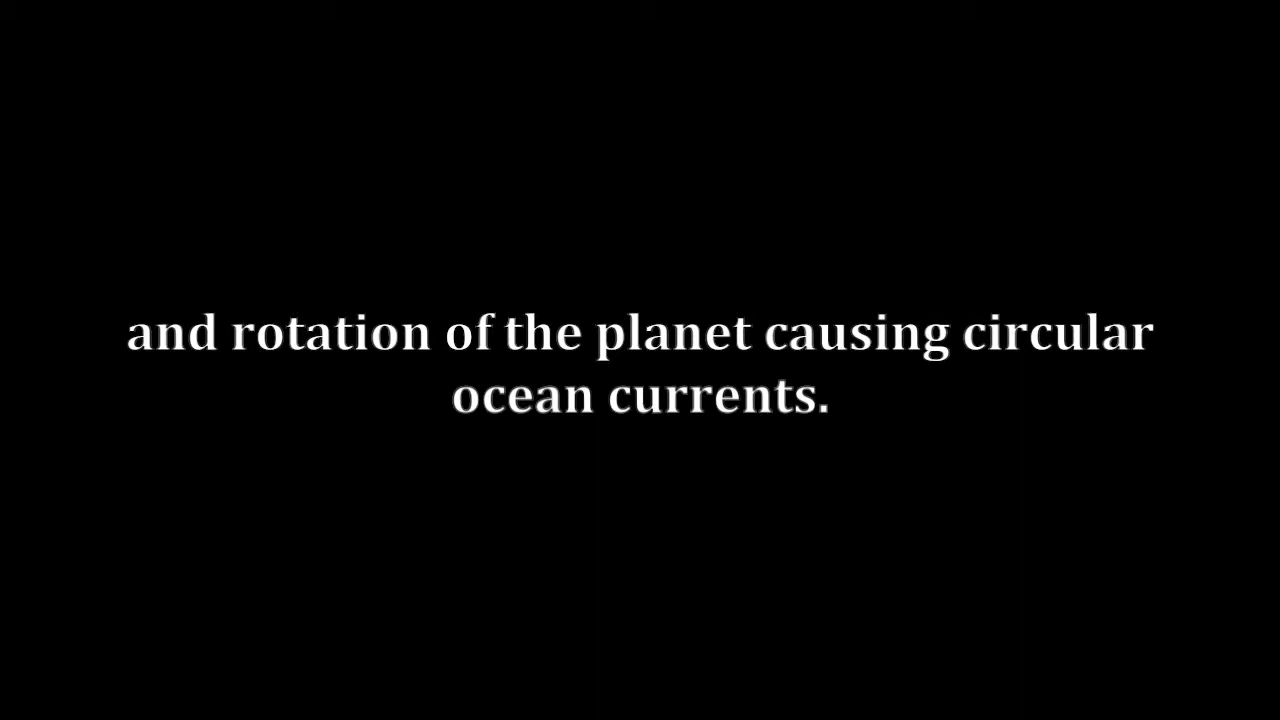 and rotation of the planet causing circular
ocean currents.